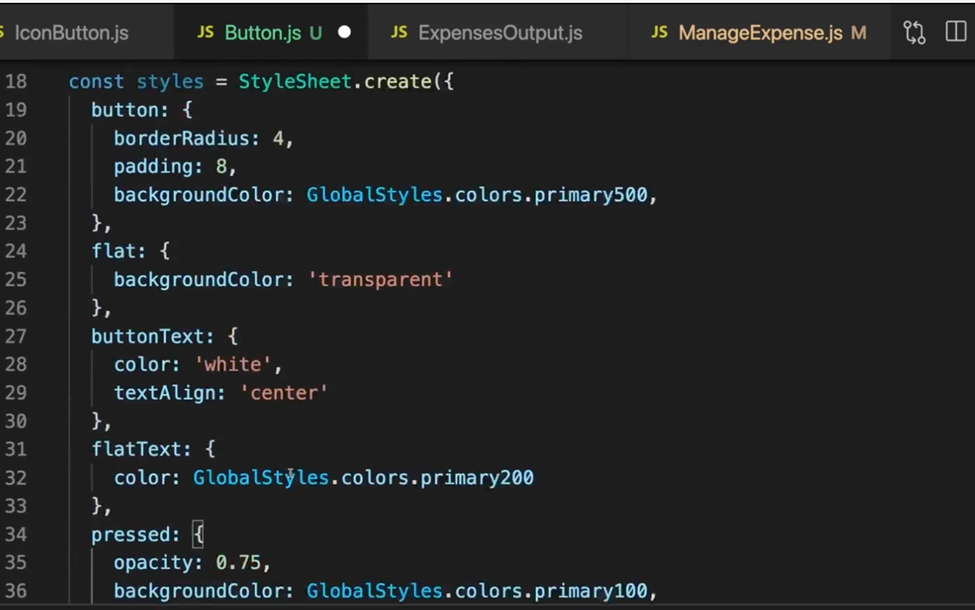 IconButton.js JS Button.js U JS ExpensesOutput.js JS ManageExpense.js M
18 const styles = StyleSheet.create({
19 button: {
20 borderRadius: 4,
21 padding: 8,
22 backgroundColor: GlobalStyles.colors.primary500,
23 },
24 flat: {
25 backgroundColor: 'transparent'
26 },
27 buttonText: {
28 color: 'white',
29 textAlign: 'center'
30 },
31 flatText: {
32 color: GlobalStyles.colors.primary200
33 },
34 pressed: {
35 opacity: 0.75,
36 backgroundColor: GlobalStyles.colors.primary100,